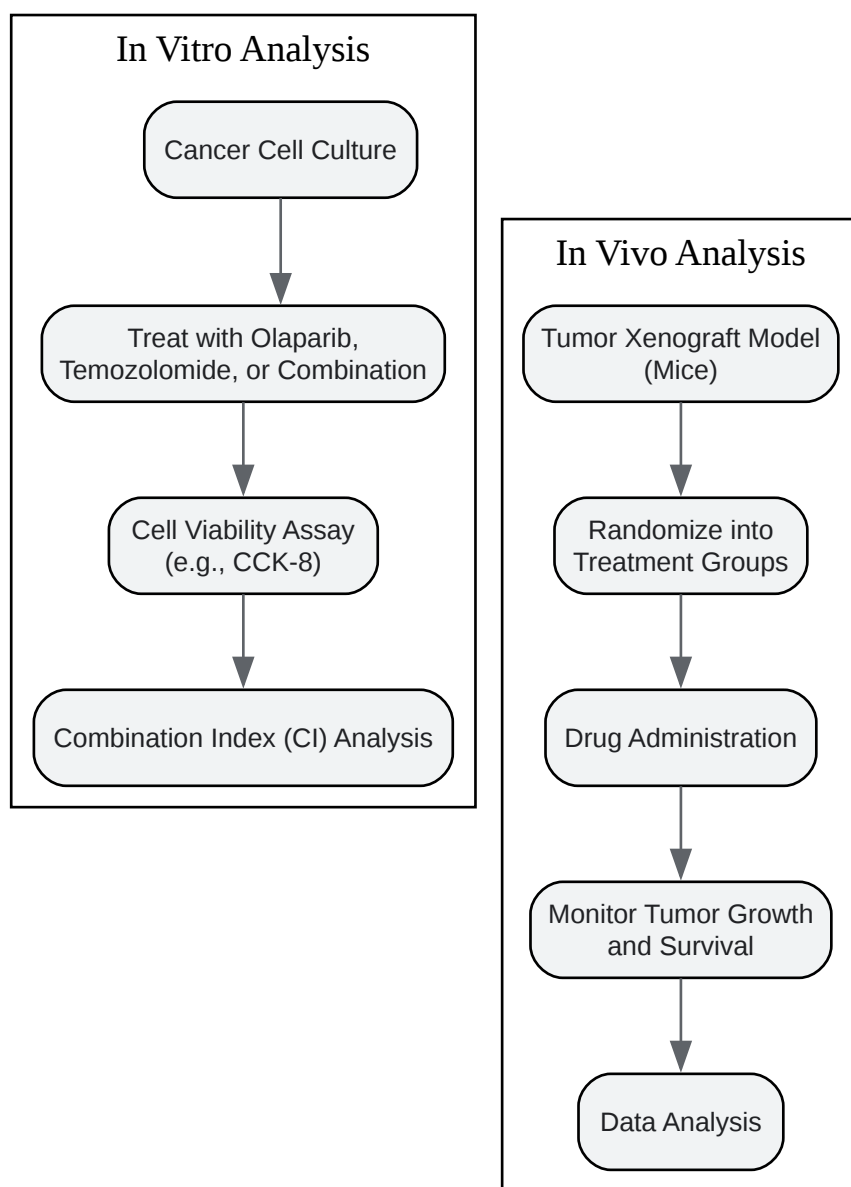 In Vitro Analysis
Cancer Cell Culture
Treat with Olaparib,
Temozolomide, or Combination
Cell Viability Assay
(e.g., CCK-8)
Combination Index (CI) Analysis
In Vivo Analysis
Tumor Xenograft Model
(Mice)
Randomize into
Treatment Groups
Drug Administration
Monitor Tumor Growth
and Survival
Data Analysis